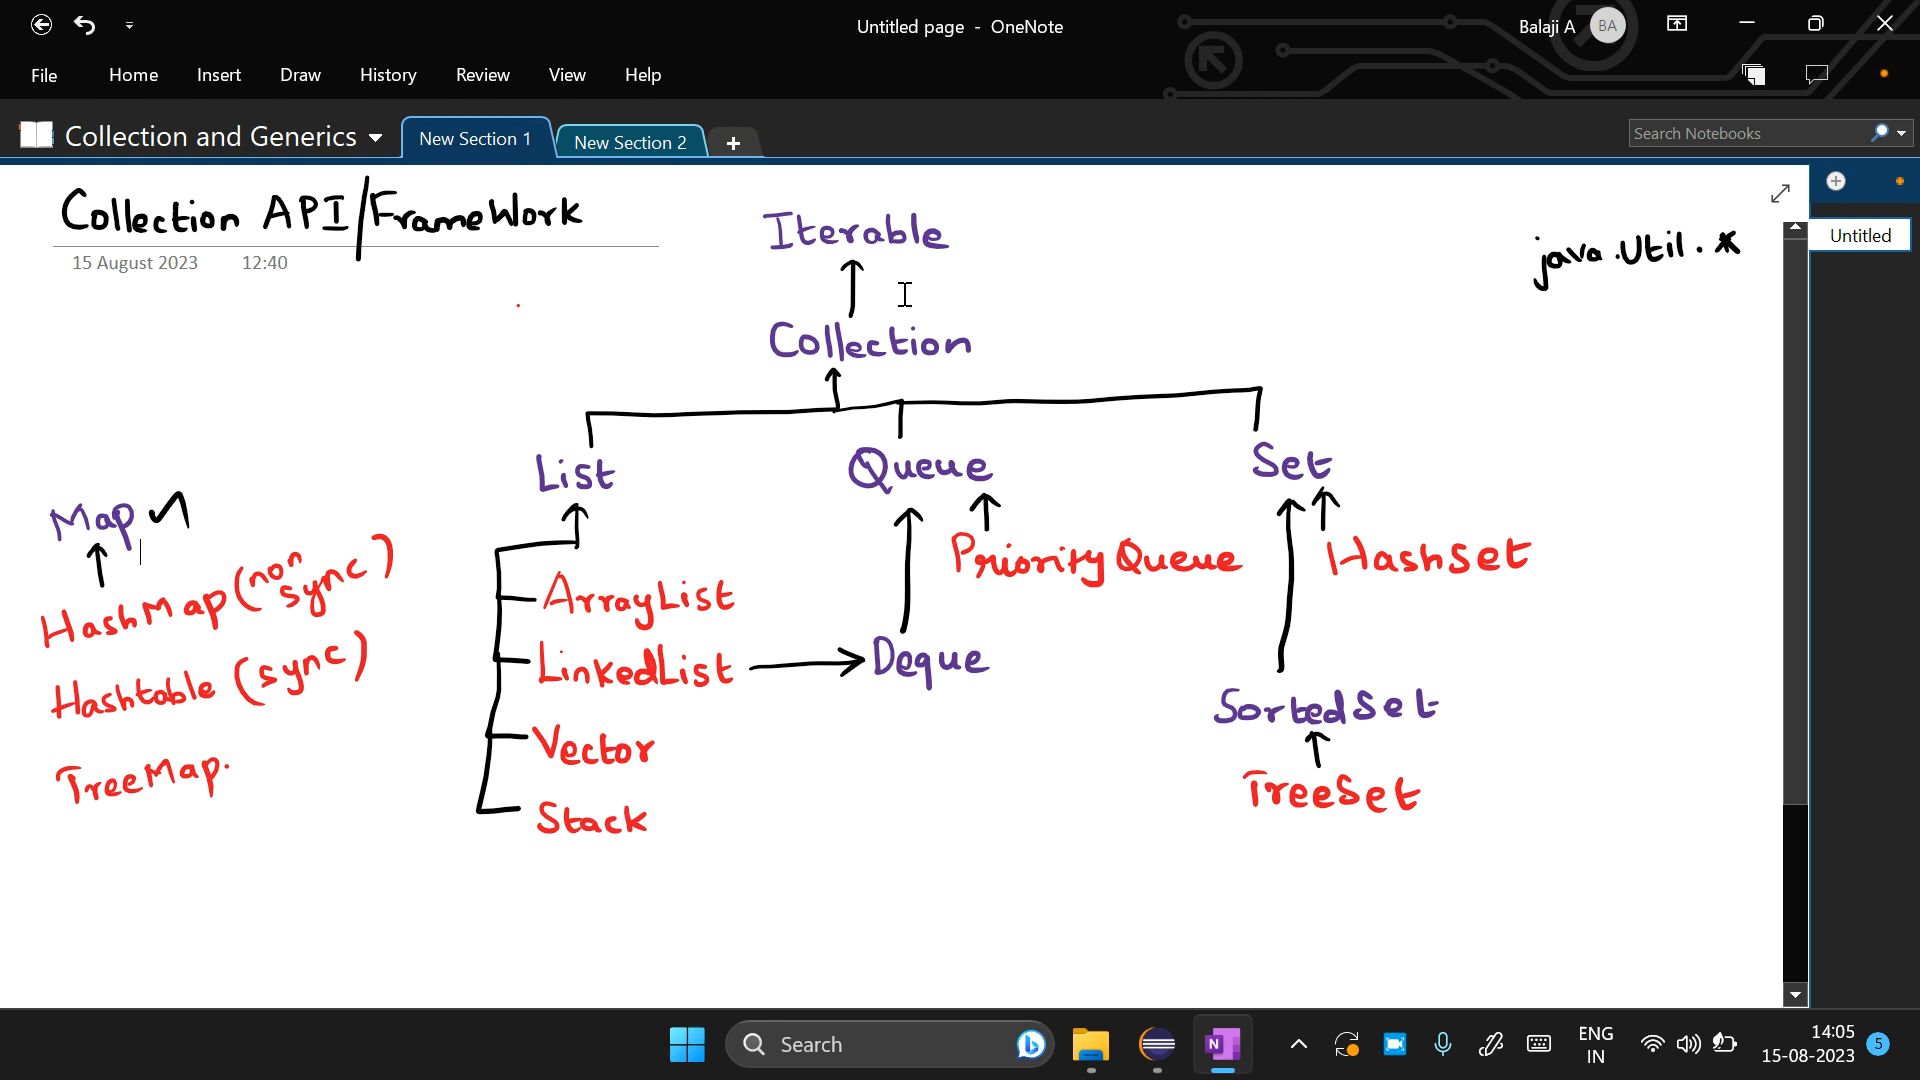 Untitled page - OneNote
Balaji A BA
File Home Insert Draw History Review View Help
Collection and Generics New Section 1 New Section 2 +
Search Notebooks
Collection API/FrameWork
15 August 2023 12:40
Untitled
java.Util.*
Iterable
Collection
List Queue Set
Map
HashMap (non sync)
Hashtable (sync)
TreeMap.
ArrayList
LinkedList
Vector
Stack
PriorityQueue
Deque
HashSet
SortedSet
TreeSet
Search
ENG
IN
14:05
15-08-2023
5